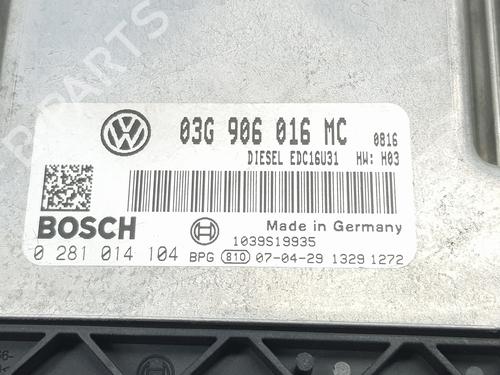 B-PARTS
03G 906 016 MC 0816
DIESEL EDC16U31 HW: H03
BOSCH
Made in Germany
1039S19935
0 281 014 104 BPG 810 07-04-29 1329 1272